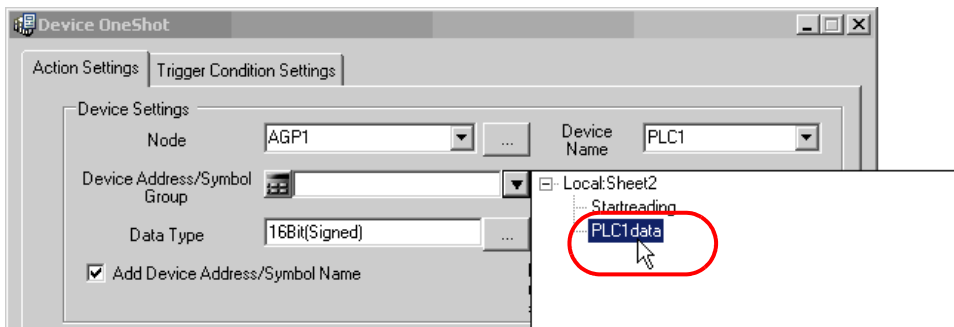 Device OneShot
Action Settings
Trigger Condition Settings
Device Settings
Node
AGP1
...
Device
Name
PLC1
Device Address/Symbol
Group
Local:Sheet2
Startreading
PLC1data
Data Type
16Bit(Signed)
...
Add Device Address/Symbol Name